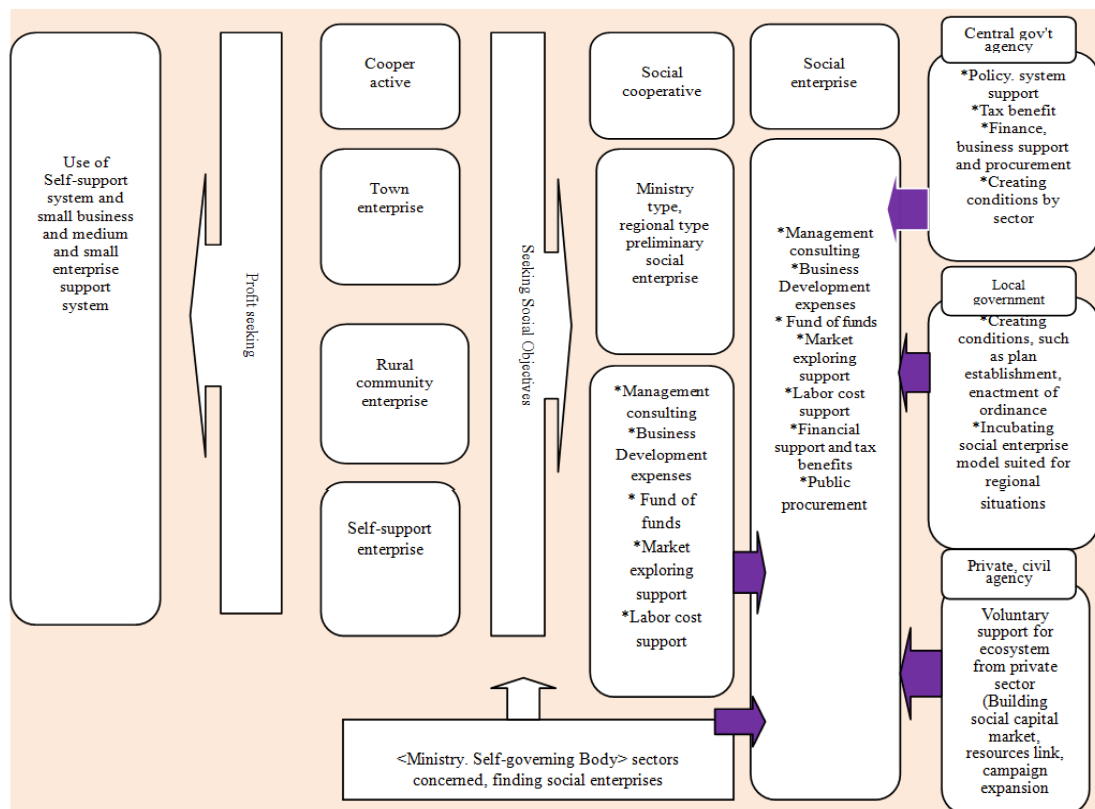 Use of
Self-support
system and
small business
and medium
and small
enterprise
support
system
Profit seeking
Cooper
active
Town
enterprise
Rural
community
enterprise
Self-support
enterprise
Seeking Social Objectives
Social
cooperative
Ministry
type,
regional type
preliminary
social
enterprise
*Management
consulting
*Business
Development
expenses
* Fund of
funds
*Market
exploring
support
*Labor cost
support
<Ministry. Self-governing Body> sectors
concerned, finding social enterprises
Social
enterprise
*Management
consulting
*Business
Development
expenses
* Fund of funds
*Market
exploring
support
*Labor cost
support
*Financial
support and tax
benefits
*Public
procurement
Central gov't
agency
*Policy. system
support
*Tax benefit
*Finance,
business support
and procurement
*Creating
conditions by
sector
Local
government
*Creating
conditions, such
as plan
establishment,
enactment of
ordinance
*Incubating
social enterprise
model suited for
regional
situations
Private, civil
agency
Voluntary
support for
ecosystem
from private
sector
(Building
social capital
market,
resources link,
campaign
expansion